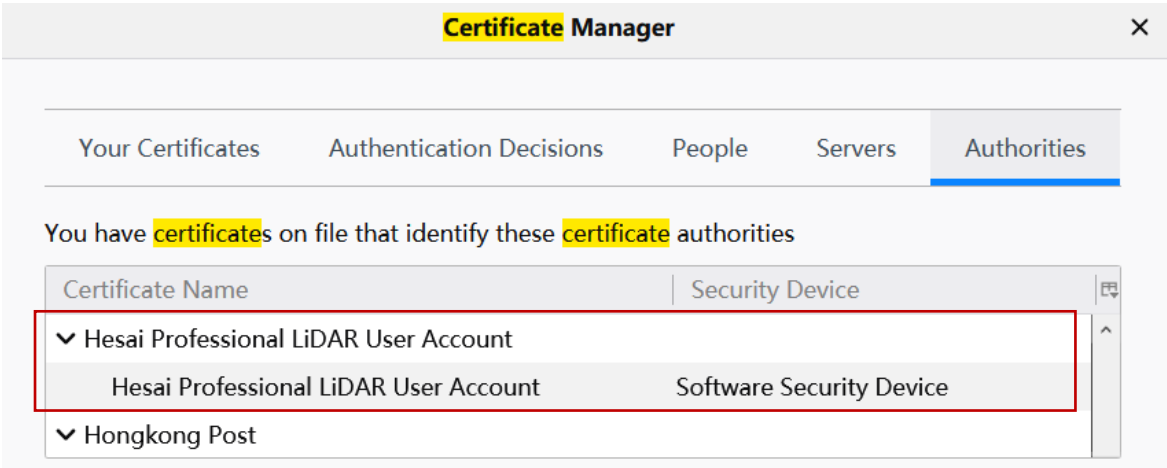 Certificate Manager
Your Certificates Authentication Decisions People Servers Authorities
You have certificates on file that identify these certificate authorities
Certificate Name Security Device
Hesai Professional LiDAR User Account
Hesai Professional LiDAR User Account Software Security Device
Hongkong Post